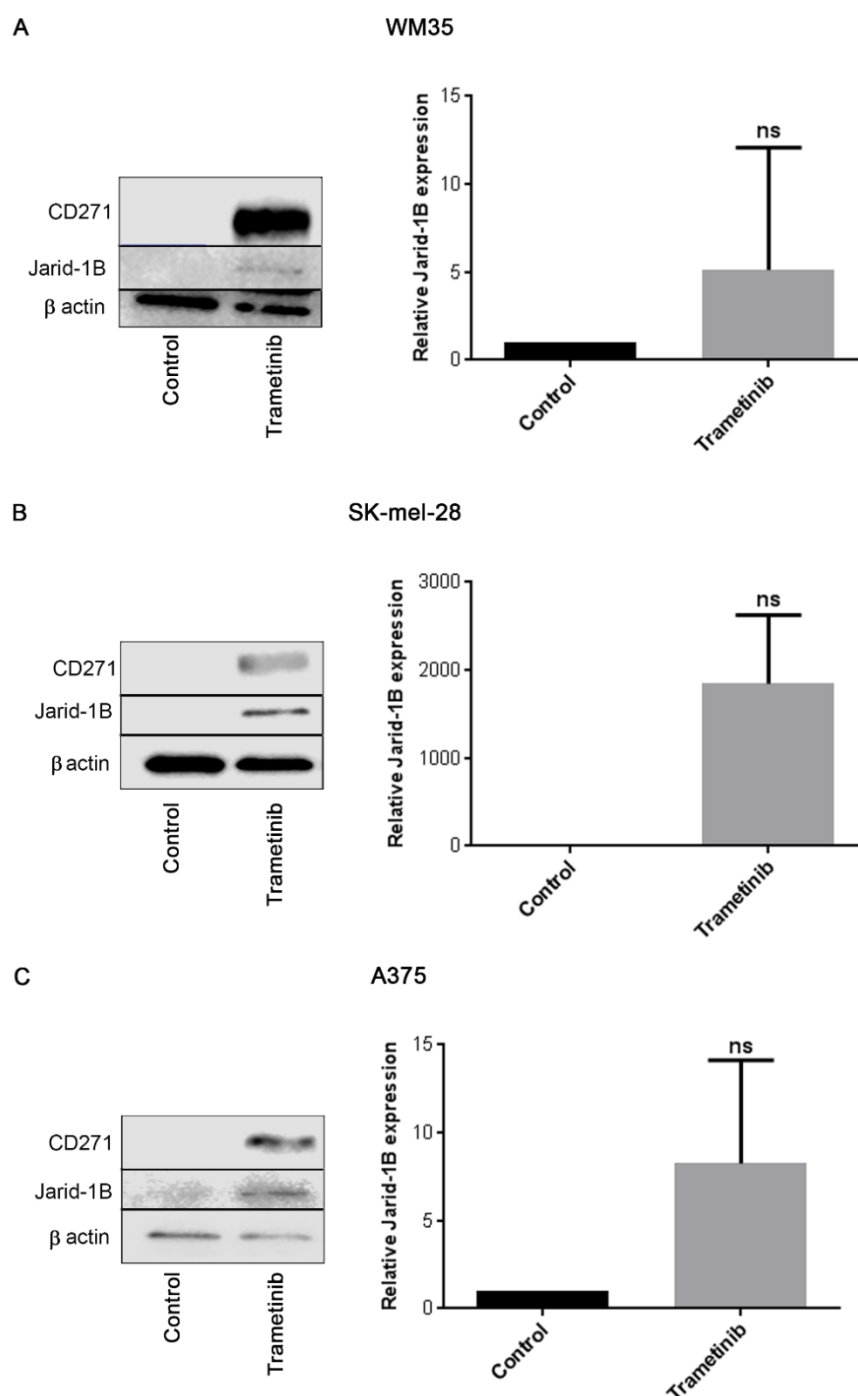 A
WM35
CD271
Jarid-1B
β actin
Control
Trametinib
Relative Jarid-1B expression
15
10
5
0
ns
Control
Trametinib
B
SK-mel-28
CD271
Jarid-1B
β actin
Control
Trametinib
Relative Jarid-1B expression
3000
2000
1000
0
ns
Control
Trametinib
C
A375
CD271
Jarid-1B
β actin
Control
Trametinib
Relative Jarid-1B expression
15
10
5
0
ns
Control
Trametinib